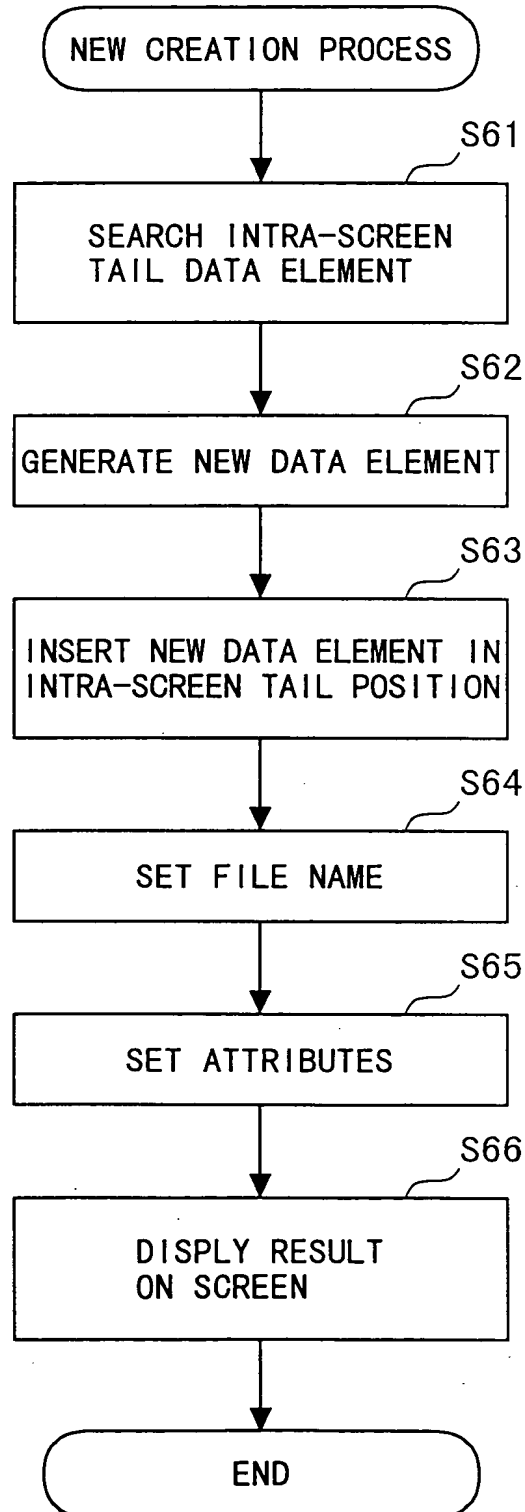 NEW CREATION PROCESS
S61
SEARCH INTRA-SCREEN
TAIL DATA ELEMENT
S62
GENERATE NEW DATA ELEMENT
S63
INSERT NEW DATA ELEMENT IN
INTRA-SCREEN TAIL POSITION
S64
SET FILE NAME
S65
SET ATTRIBUTES
S66
DISPLY RESULT
ON SCREEN
END